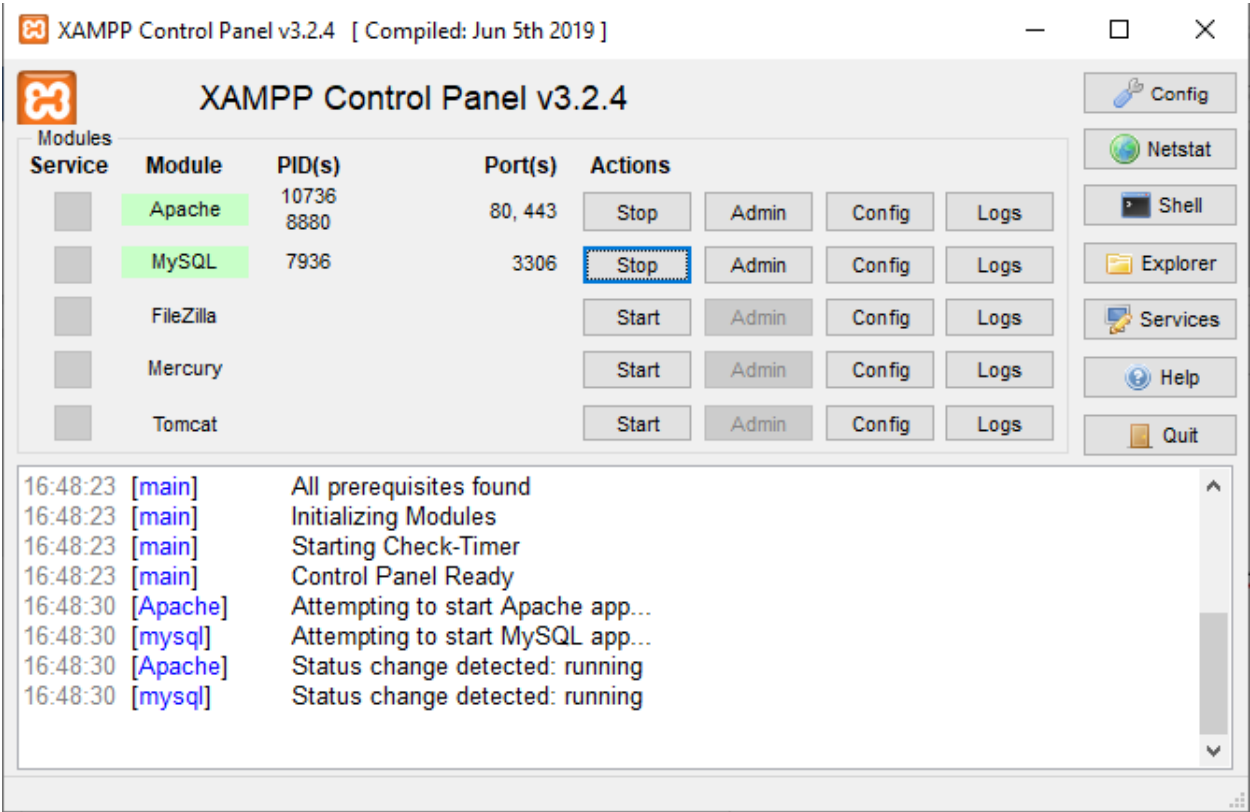 XAMPP Control Panel v3.2.4 [ Compiled: Jun 5th 2019 ]
XAMPP Control Panel v3.2.4
Config
Modules
Netstat
Service Module PID(s) Port(s) Actions
Apache 10736 80, 443 Stop Admin Config Logs
8880
Shell
MySQL 7936 3306 Stop Admin Config Logs
Explorer
FileZilla Start Admin Config Logs
Services
Mercury Start Admin Config Logs
Help
Tomcat Start Admin Config Logs
Quit
16:48:23 [main] All prerequisites found
16:48:23 [main] Initializing Modules
16:48:23 [main] Starting Check-Timer
16:48:23 [main] Control Panel Ready
16:48:30 [Apache] Attempting to start Apache app...
16:48:30 [mysql] Attempting to start MySQL app...
16:48:30 [Apache] Status change detected: running
16:48:30 [mysql] Status change detected: running